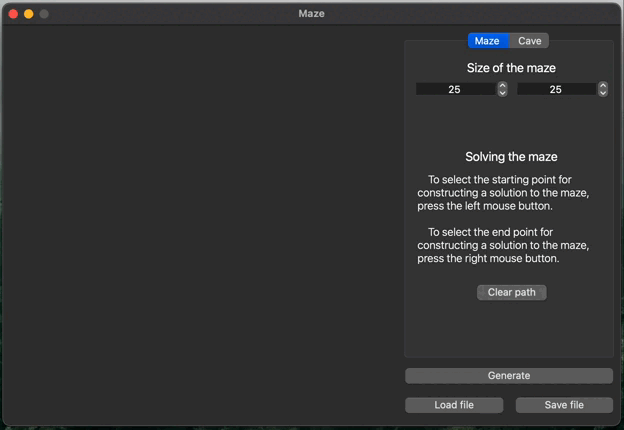 Maze
Maze Cave
Size of the maze
25 25
Solving the maze
To select the starting point for
constructing a solution to the maze,
press the left mouse button.
To select the end point for
constructing a solution to the maze,
press the right mouse button.
Clear path
Generate
Load file Save file